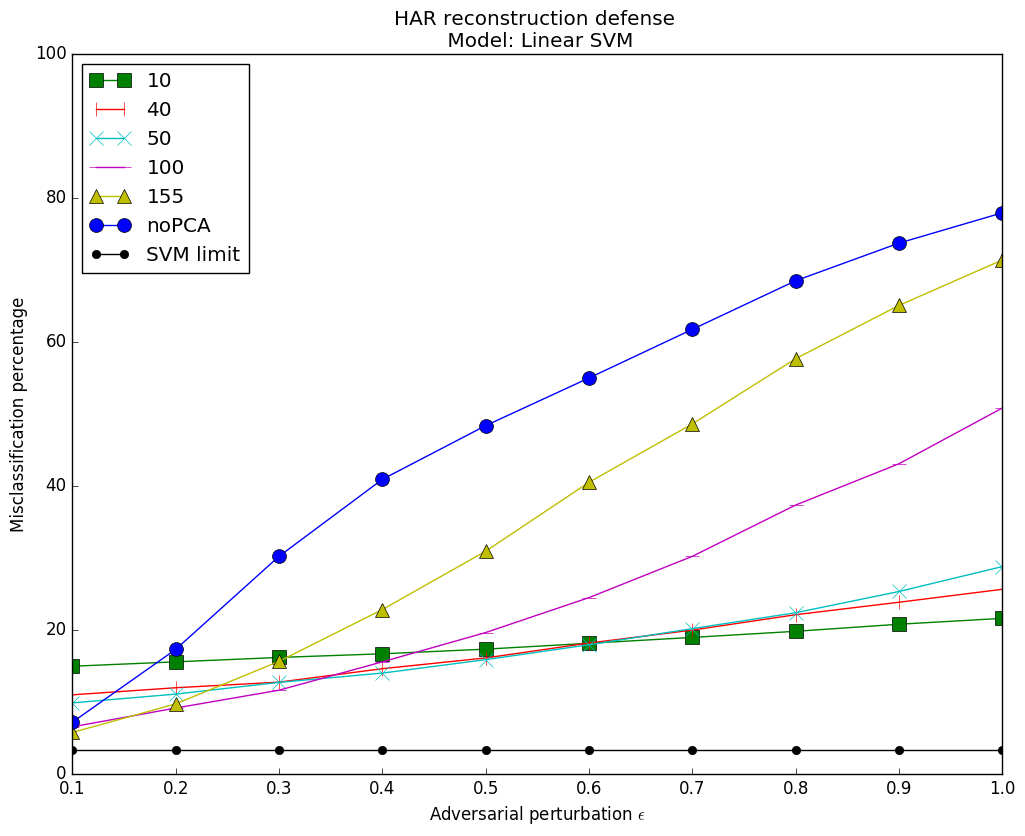 HAR reconstruction defense
Model: Linear SVM
100
80
60
40
20
0
Misclassification percentage
10
40
50
100
155
noPCA
SVM limit
0.1 0.2 0.3 0.4 0.5 0.6 0.7 0.8 0.9 1.0
Adversarial perturbation ϵ